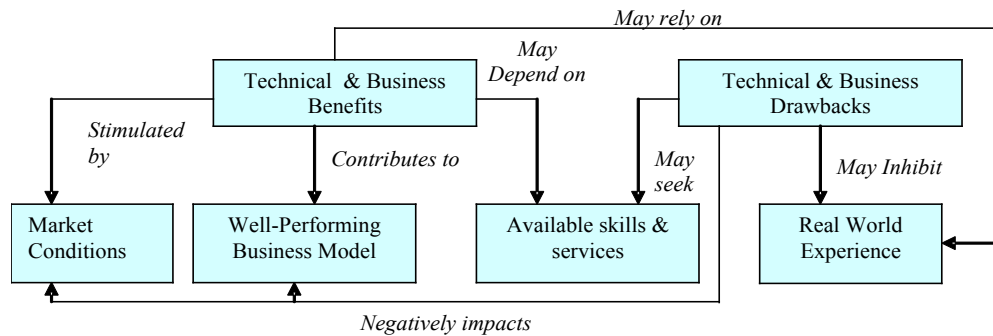 May rely on
May
Depend on
Technical & Business
Benefits
Technical & Business
Drawbacks
Stimulated
by
Contributes to
May
seek
May Inhibit
Market
Conditions
Well-Performing
Business Model
Available skills &
services
Real World
Experience
Negatively impacts